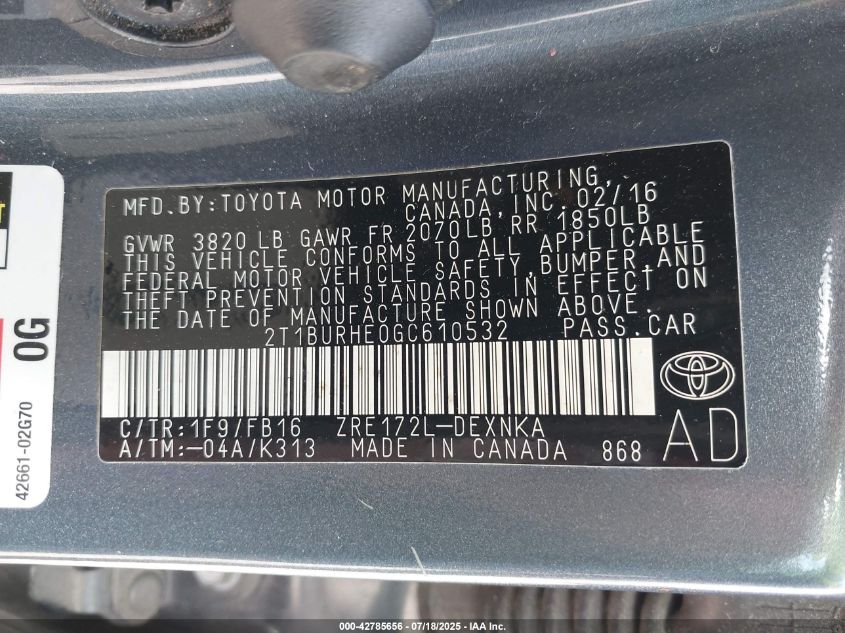 MFD.BY:TOYOTA MOTOR MANUFACTURING,
CANADA, INC. 02/16
GVWR 3820 LB GAWR FR 2070LB, RR 1850LB
THIS VEHICLE CONFORMS TO ALL APPLICABLE
FEDERAL MOTOR VEHICLE SAFETY, BUMPER, AND
THEFT PREVENTION STANDARDS IN EFFECT ON
THE DATE OF MANUFACTURE SHOWN ABOVE.
2T1BURHE0GC610532 PASS.CAR
C/TR:1F9/FB16 ZRE172L-DEXNKA
A/TM:-04A/K313 MADE IN CANADA 868
AD
0G
42661-02G70
000-42785656 - 07/18/2025 - IAA Inc.